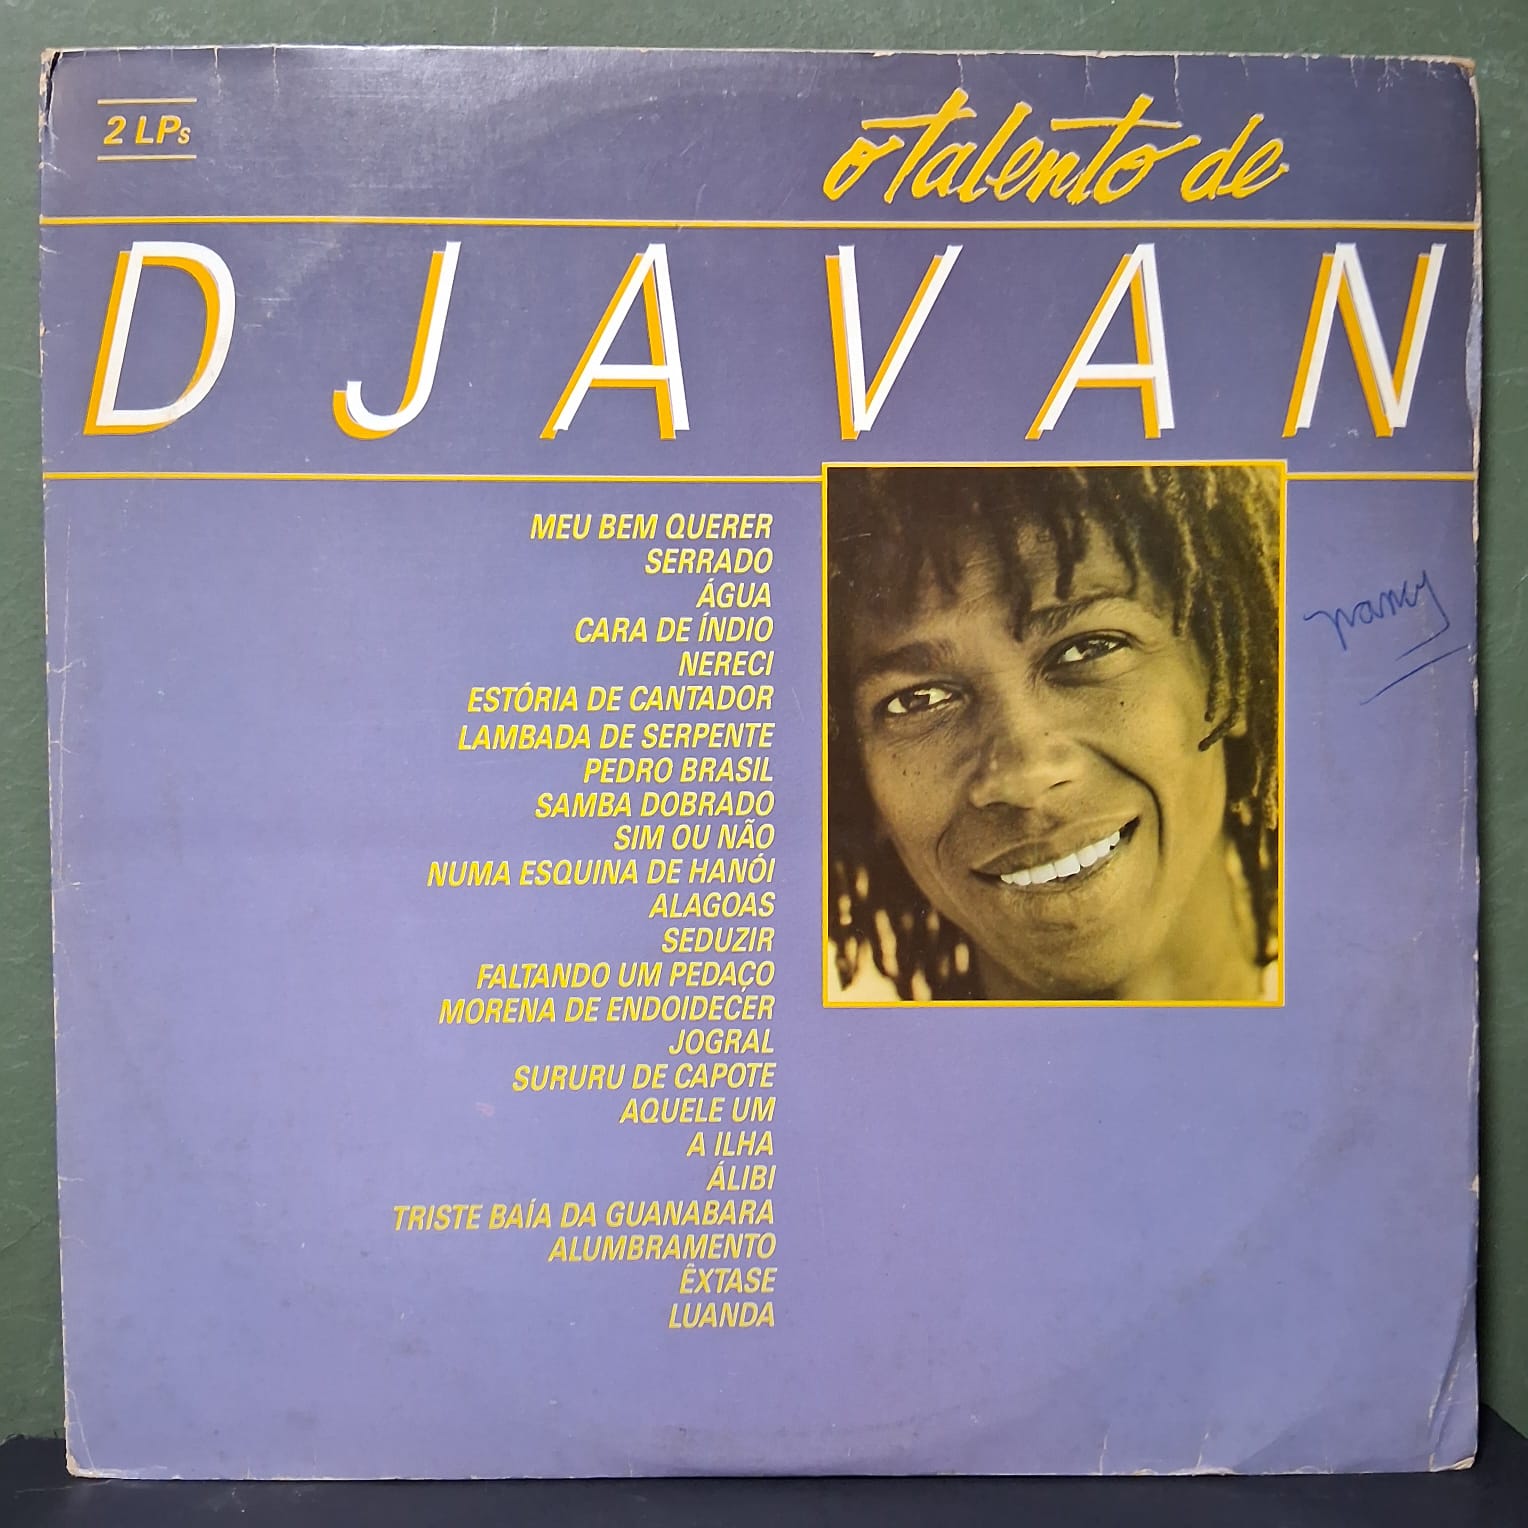 2 LPs
o talento de
DJAVAN
MEU BEM QUERER
SERRADO
ÁGUA
CARA DE ÍNDIO
NERECI
ESTÓRIA DE CANTADOR
LAMBADA DE SERPENTE
PEDRO BRASIL
SAMBA DOBRADO
SIM OU NÃO
NUMA ESQUINA DE HANÓI
ALAGOAS
SEDUZIR
FALTANDO UM PEDAÇO
MORENA DE ENDOIDECER
JOGRAL
SURURU DE CAPOTE
AQUELE UM
A ILHA
ÁLIBI
TRISTE BAÍA DA GUANABARA
ALUMBRAMENTO
ÊXTASE
LUANDA
nancy